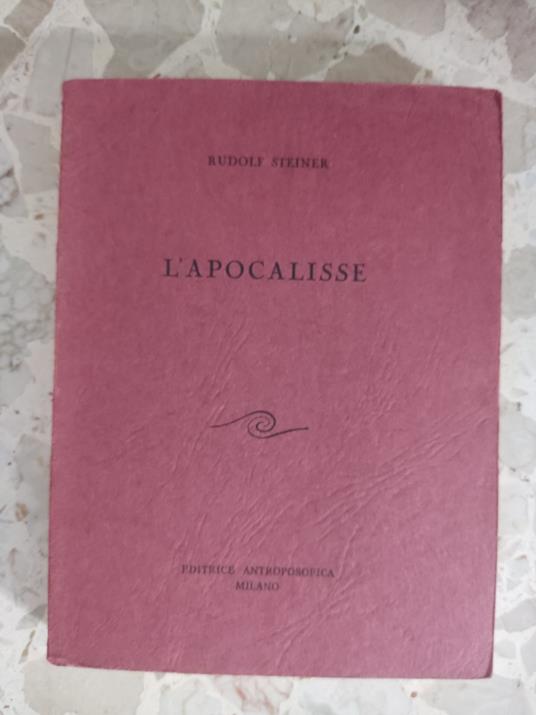 RUDOLF STEINER
L'APOCALISSE
EDITRICE ANTROPOSOFICA
MILANO